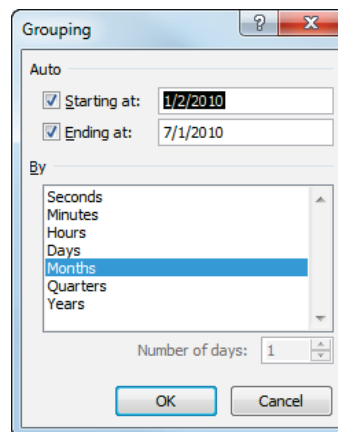 Grouping
?
X
Auto
Starting at: 1/2/2010
Ending at: 7/1/2010
By
Seconds
Minutes
Hours
Days
Months
Quarters
Years
Number of days: 1
OK Cancel